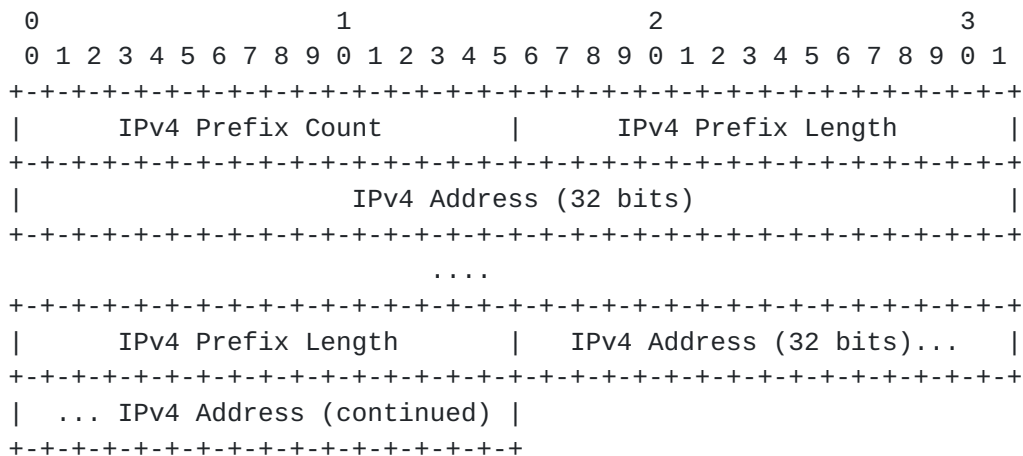 0                   1                   2                   3
 0 1 2 3 4 5 6 7 8 9 0 1 2 3 4 5 6 7 8 9 0 1 2 3 4 5 6 7 8 9 0 1
+-+-+-+-+-+-+-+-+-+-+-+-+-+-+-+-+-+-+-+-+-+-+-+-+-+-+-+-+-+-+-+-+
|      IPv4 Prefix Count        |      IPv4 Prefix Length       |
+-+-+-+-+-+-+-+-+-+-+-+-+-+-+-+-+-+-+-+-+-+-+-+-+-+-+-+-+-+-+-+-+
|                     IPv4 Address (32 bits)                    |
+-+-+-+-+-+-+-+-+-+-+-+-+-+-+-+-+-+-+-+-+-+-+-+-+-+-+-+-+-+-+-+-+
                           ....
+-+-+-+-+-+-+-+-+-+-+-+-+-+-+-+-+-+-+-+-+-+-+-+-+-+-+-+-+-+-+-+-+
|      IPv4 Prefix Length       |   IPv4 Address (32 bits)...   |
+-+-+-+-+-+-+-+-+-+-+-+-+-+-+-+-+-+-+-+-+-+-+-+-+-+-+-+-+-+-+-+-+
|  ... IPv4 Address (continued) |
+-+-+-+-+-+-+-+-+-+-+-+-+-+-+-+-+